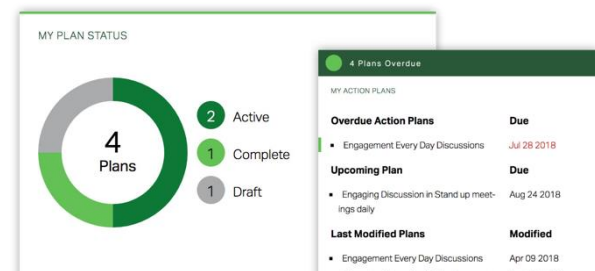 MY PLAN STATUS
4
Plans
2 Active
1 Complete
1 Draft
4 Plans Overdue
MY ACTION PLANS
Overdue Action Plans Due
▪ Engagement Every Day Discussions Jul 28 2018
Upcoming Plan Due
▪ Engaging Discussion in Stand up meet- Aug 24 2018
ings daily
Last Modified Plans Modified
▪ Engagement Every Day Discussions Apr 09 2018